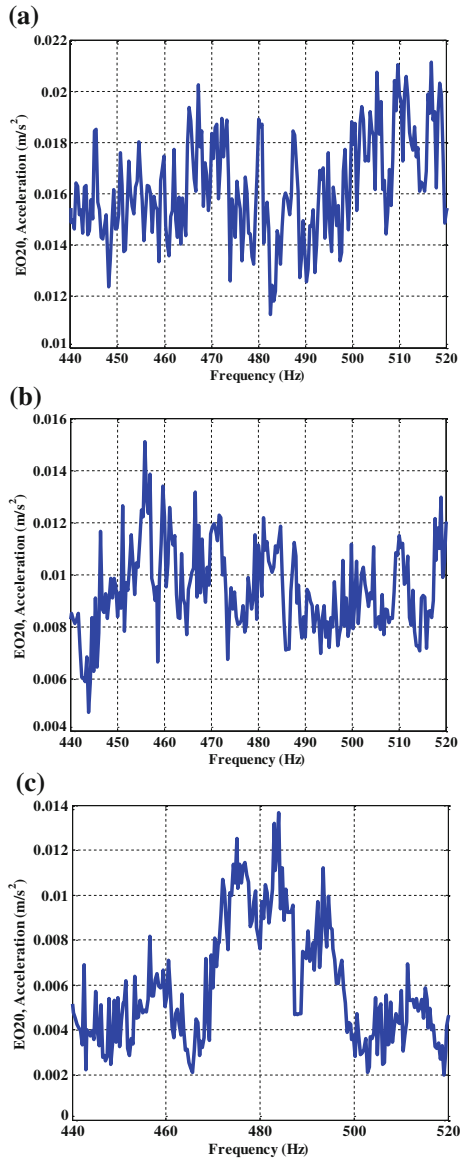 (a)
EO20, Acceleration (m/s²)
0.022
0.02
0.018
0.016
0.014
0.012
0.01
440 450 460 470 480 490 500 510 520
Frequency (Hz)
(b)
EO20, Acceleration (m/s²)
0.016
0.014
0.012
0.010
0.008
0.006
0.004
440 450 460 470 480 490 500 510 520
Frequency (Hz)
(c)
EO20, Acceleration (m/s²)
0.014
0.012
0.01
0.008
0.006
0.004
0.002
0
440 460 480 500 520
Frequency (Hz)